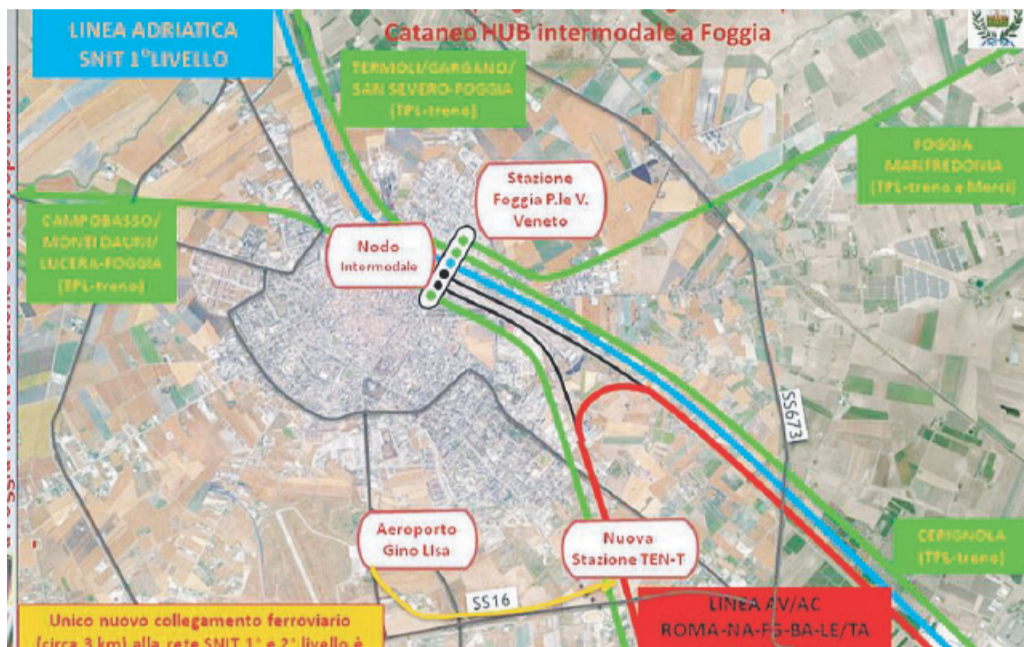 LINEA ADRIATICA
SNIT 1°LIVELLO
Cataneo HUB intermodale a Foggia
TERMOLI/GARGANO/
SAN SILVERO-FOGGIA
(TPL-treno)
FOGGIA
MANFREDONIA
(TPL-treno e Merci)
Stazione
Foggia P.le V.
Veneto
CAMPOBASSO/
MONTI DAUNI/
LUCERA-FOGGIA
(TPL-treno)
Nodo
Intermodale
SS673
Aeroporto
Gino Lisa
Nuova
Stazione TEN-T
CERIGNOLA
(TPL-treno)
SS16
LINEA AV/AC
ROMA-NA-FG-BA-LE/TA
Unico nuovo collegamento ferroviario
(circa 3 km) alla rete SNIT 1° e 2° livello è